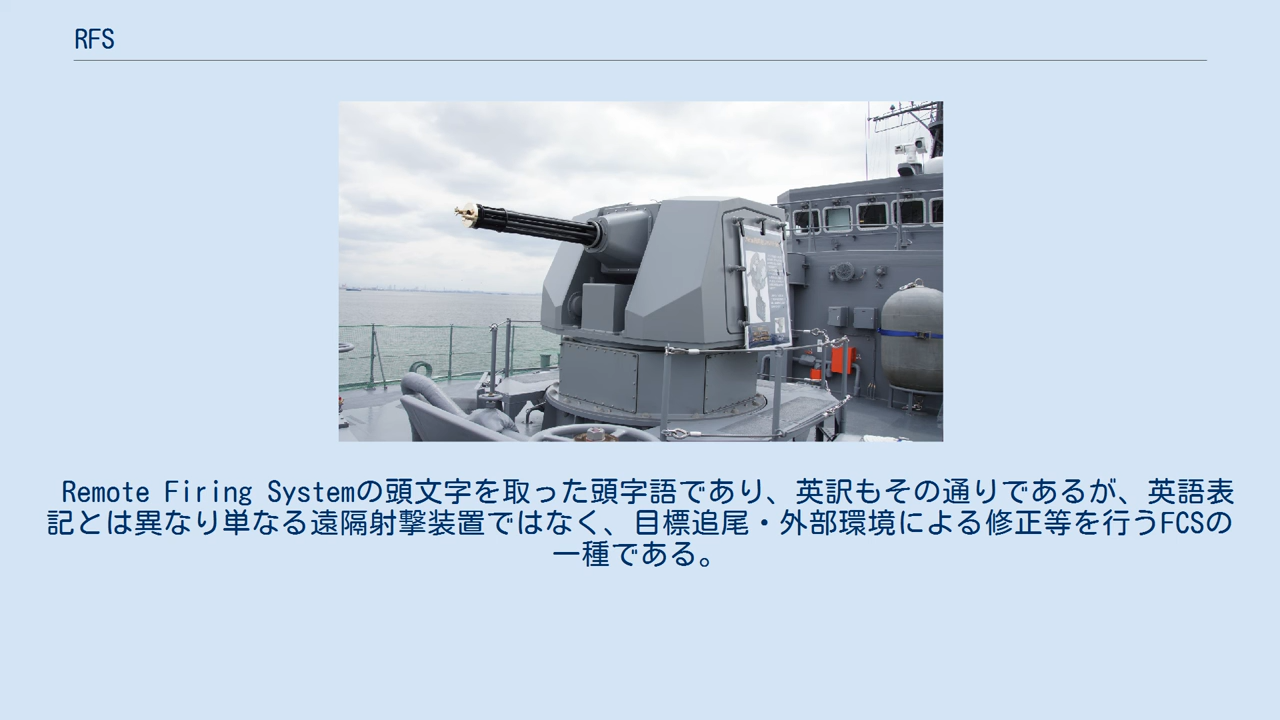 RFS
Remote Firing Systemの頭文字を取った頭字語であり、英訳もその通りであるが、英語表
記とは異なり単なる遠隔射撃装置ではなく、目標追尾・外部環境による修正等を行うFCSの
一種である。